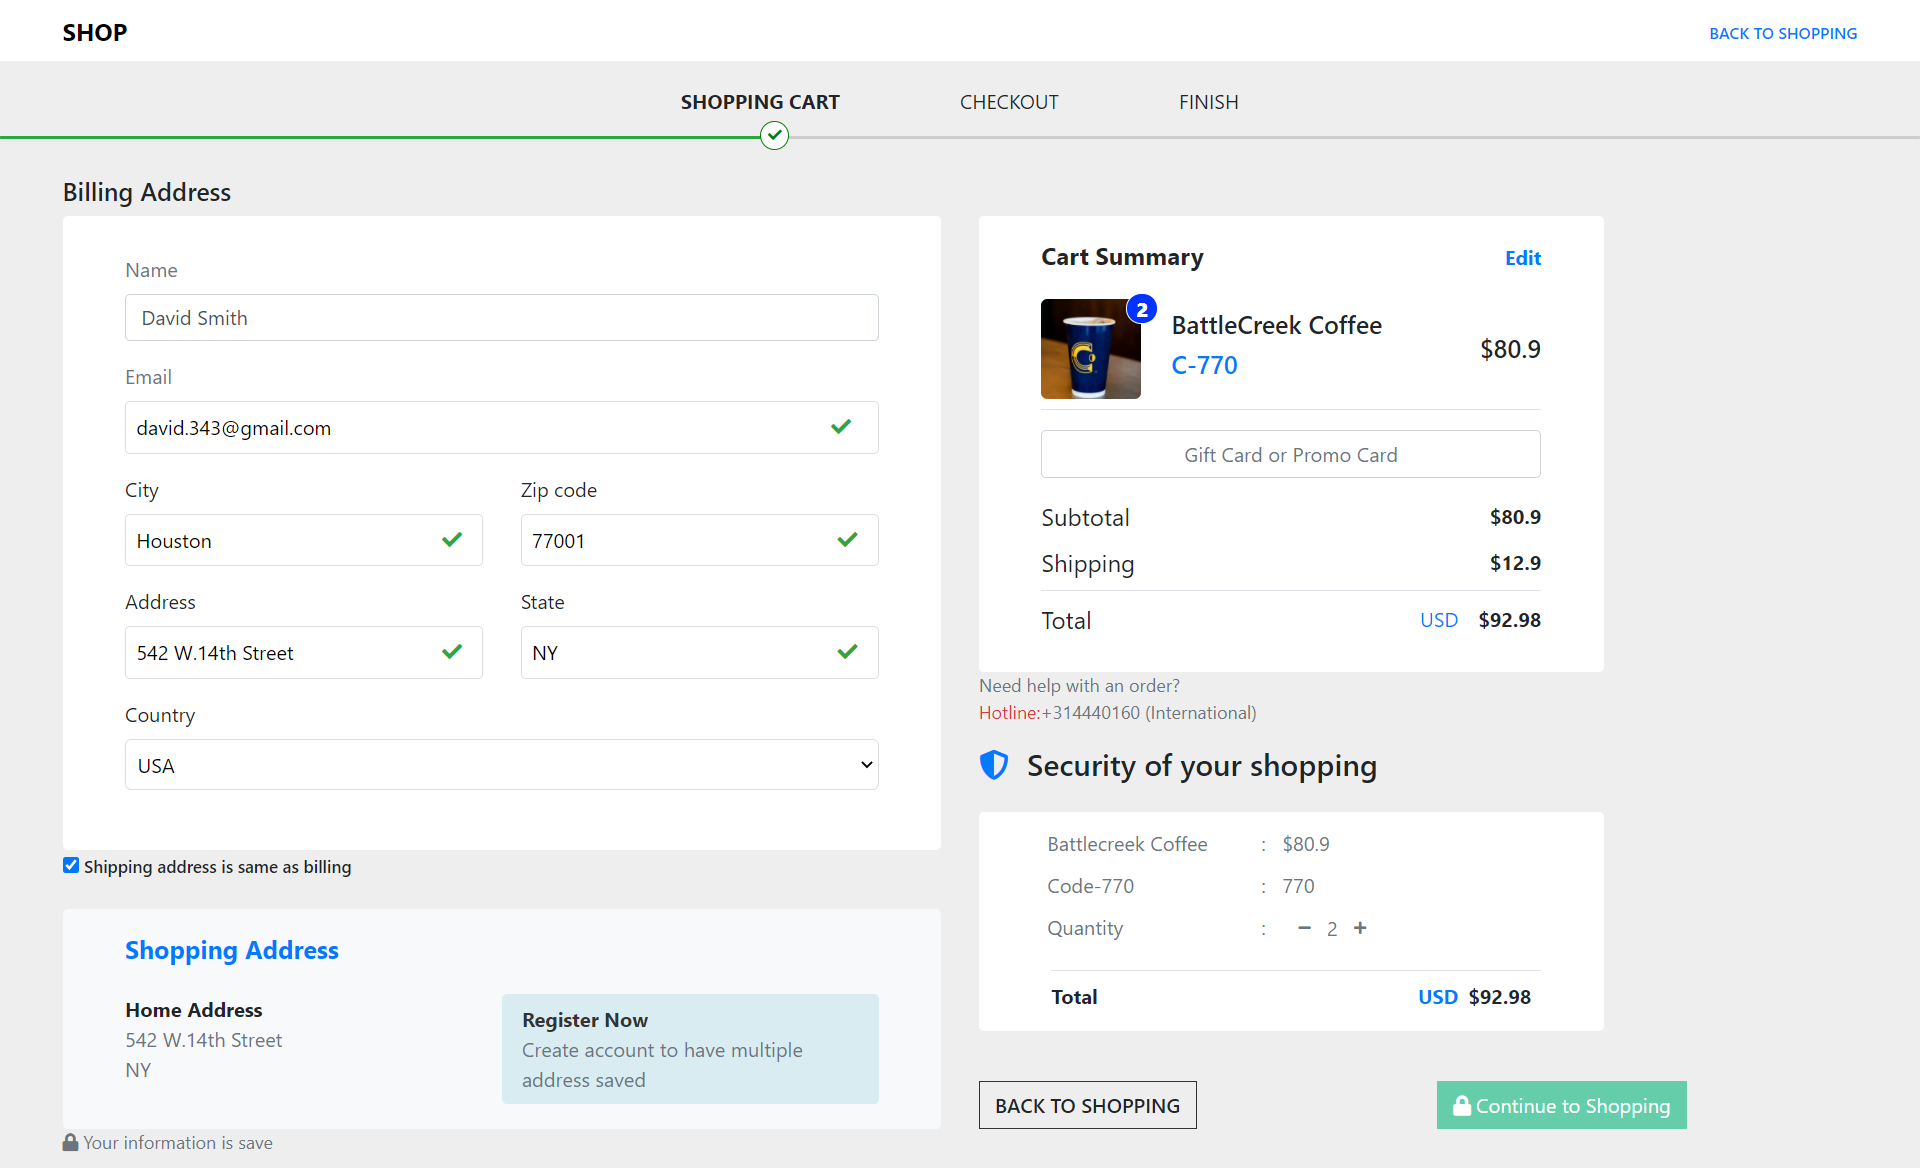 SHOP
BACK TO SHOPPING
SHOPPING CART
CHECKOUT
FINISH
Billing Address
Name
David Smith
Email
david.343@gmail.com
City
Zip code
Houston
77001
Address
State
542 W.14th Street
NY
Country
USA
Shipping address is same as billing
Shopping Address
Home Address
542 W.14th Street
NY
Register Now
Create account to have multiple
address saved
Your information is save
Cart Summary
Edit
2
BattleCreek Coffee
C-770
$80.9
Gift Card or Promo Card
Subtotal $80.9
Shipping $12.9
Total USD $92.98
Need help with an order?
Hotline:+314440160 (International)
Security of your shopping
Battlecreek Coffee : $80.9
Code-770 : 770
Quantity : − 2 +
Total USD $92.98
BACK TO SHOPPING
Continue to Shopping